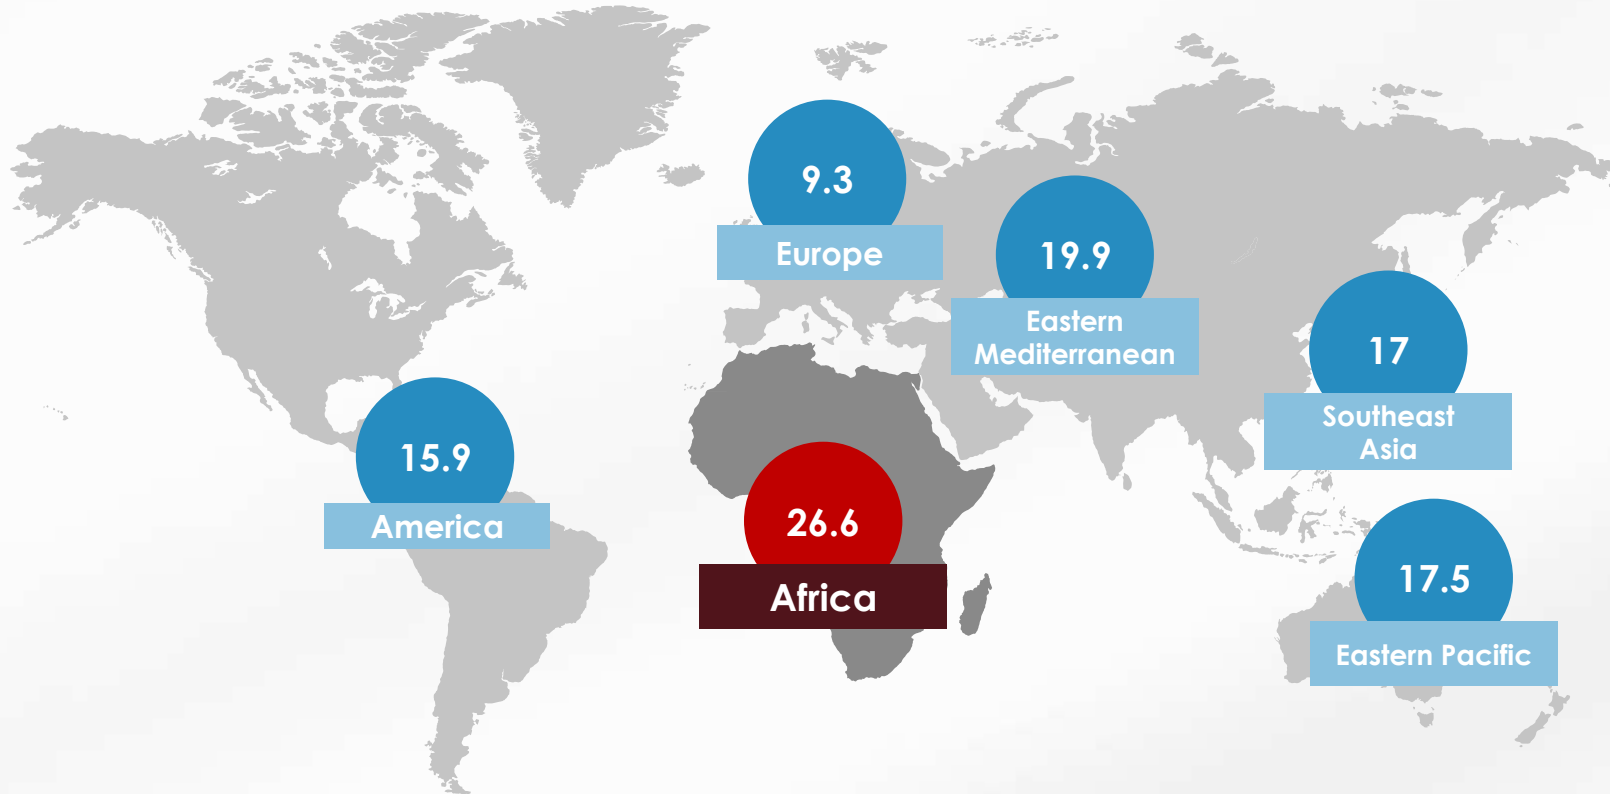 9.3
Europe
19.9
Eastern
Mediterranean
17
Southeast
Asia
15.9
America
26.6
Africa
17.5
Eastern Pacific